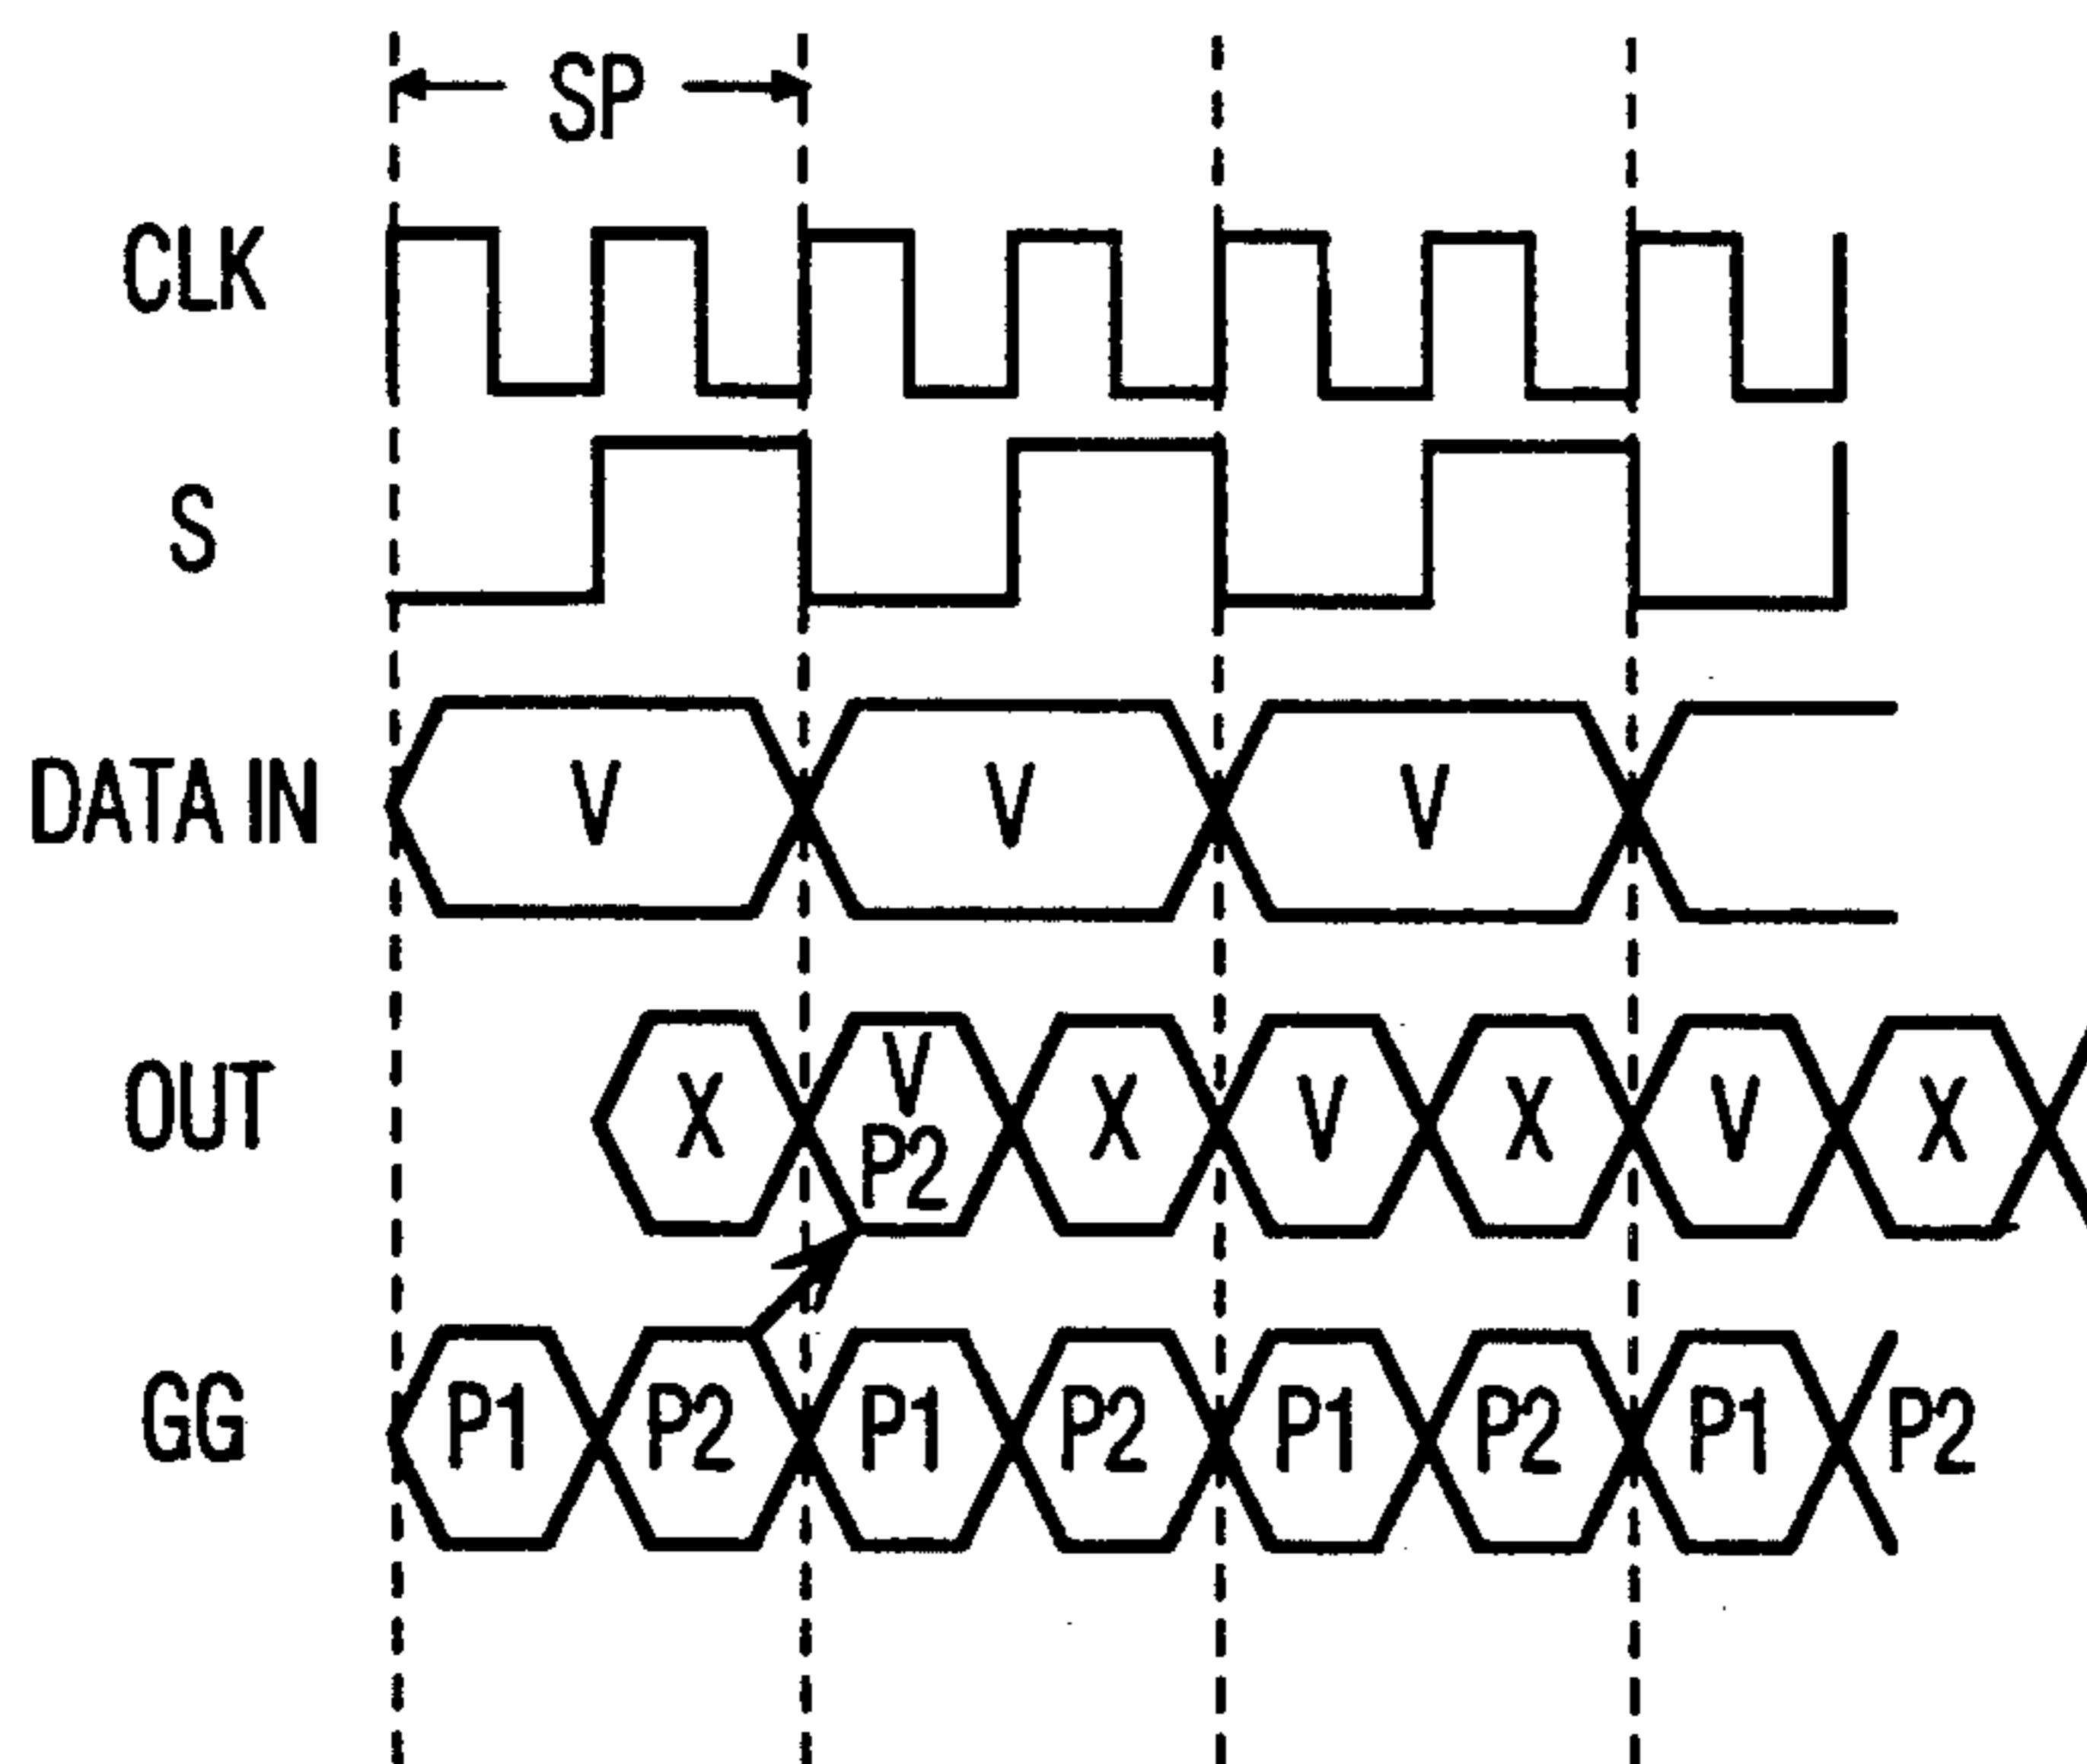 SP
CLK
S
DATA IN V V V
OUT X V P2 X V X V X
GG P1 P2 P1 P2 P1 P2 P1 P2